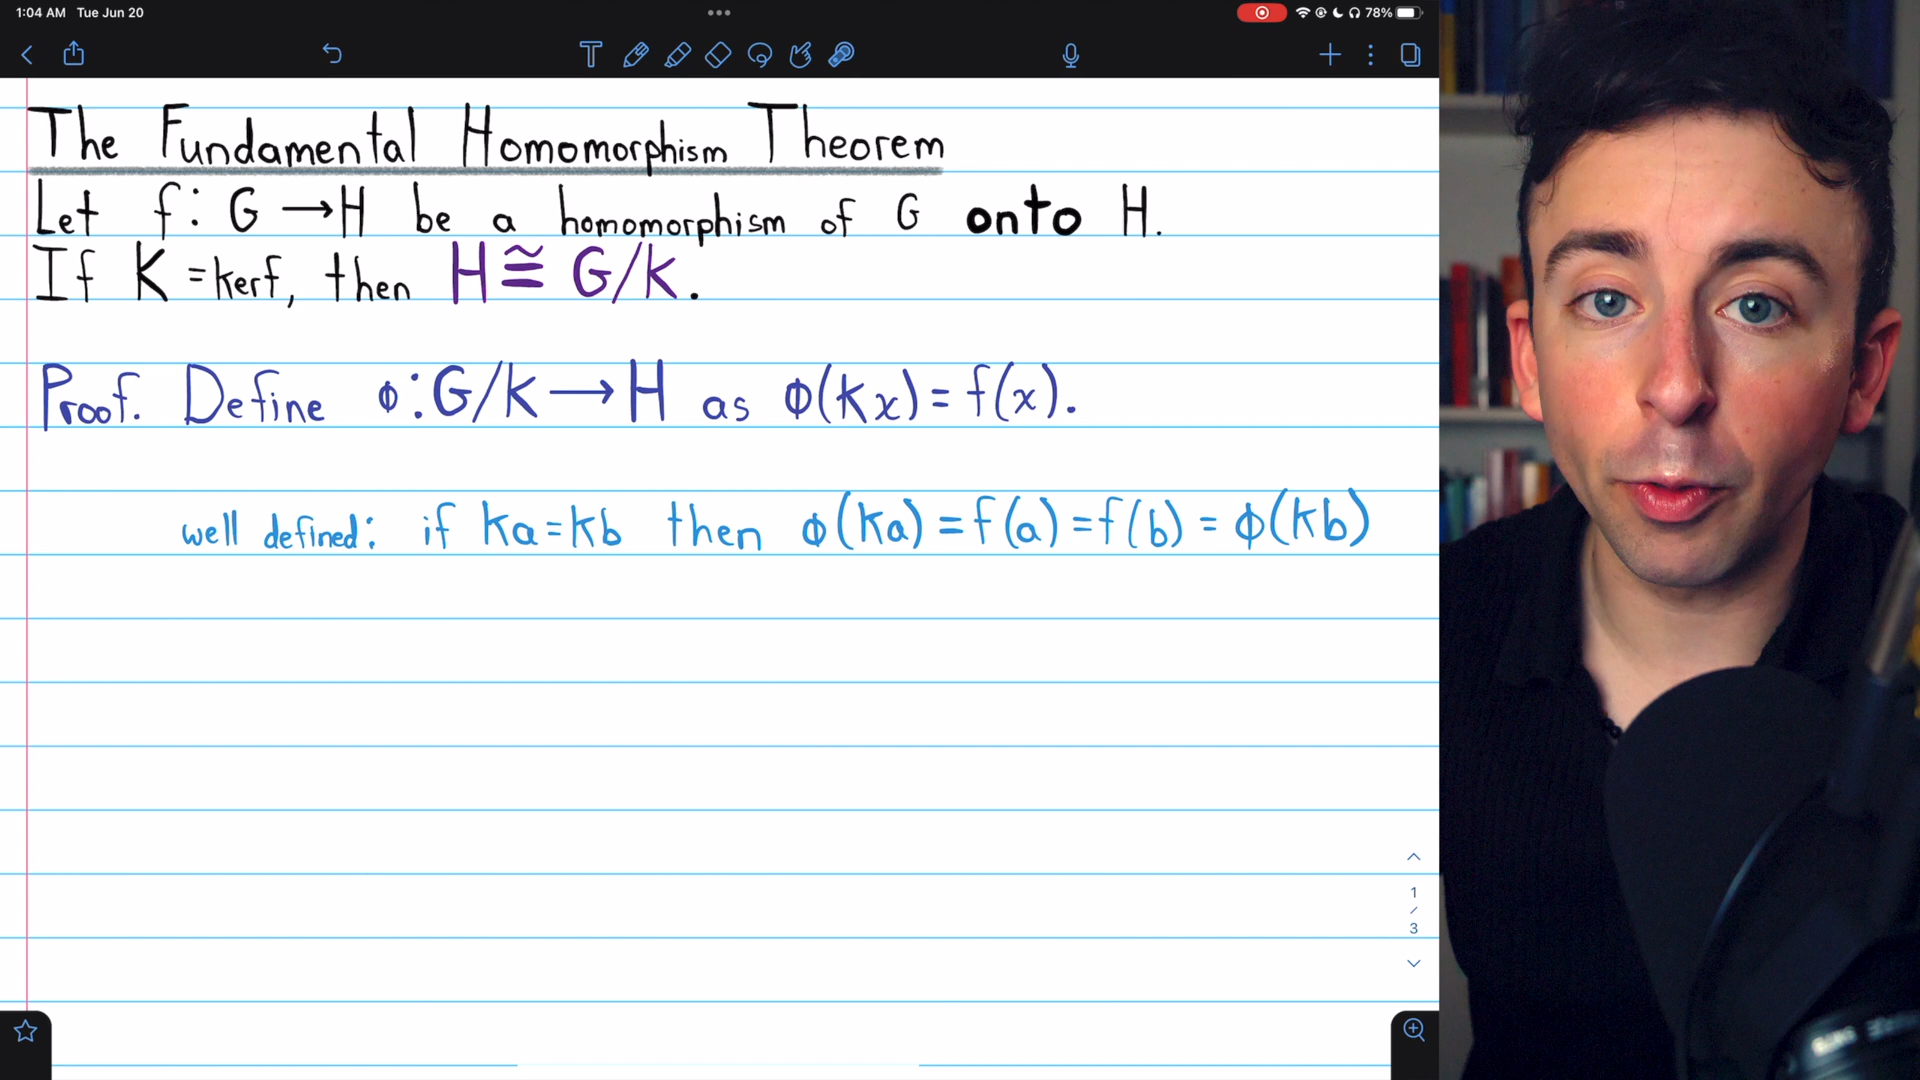 1:04 AM Tue Jun 20
78%
The Fundamental Homomorphism Theorem
Let f: G → H be a homomorphism of G onto H.
If K = kerf, then H ≅ G/K.
Proof. Define φ: G/K → H as φ(Kx) = f(x).
well defined: if Ka = Kb then φ(Ka) = f(a) = f(b) = φ(Kb)
1
/
3